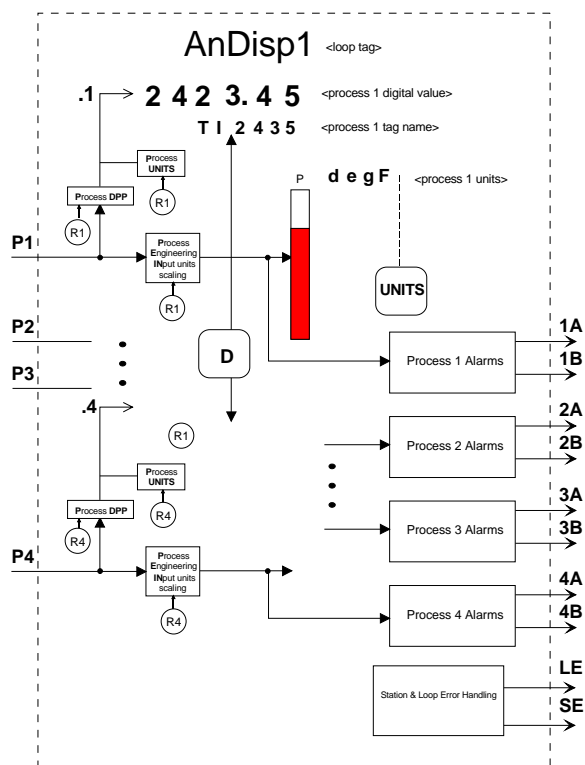 AnDisp1 <loop tag>
.1 2 4 2 3. 4 5 <process 1 digital value>
T I 2 4 3 5 <process 1 tag name>
Process
UNITS
P d e g F <process 1 units>
Process DPP
R1
R1
P1
Process
Engineering
INput units
scaling
R1
UNITS
P2
D
Process 1 Alarms
1A
1B
P3
.4
R1
Process 2 Alarms
2A
2B
Process
UNITS
R4
Process DPP
R4
Process 3 Alarms
3A
3B
P4
Process
Engineering
INput units
scaling
R4
Process 4 Alarms
4A
4B
Station & Loop Error Handling
LE
SE